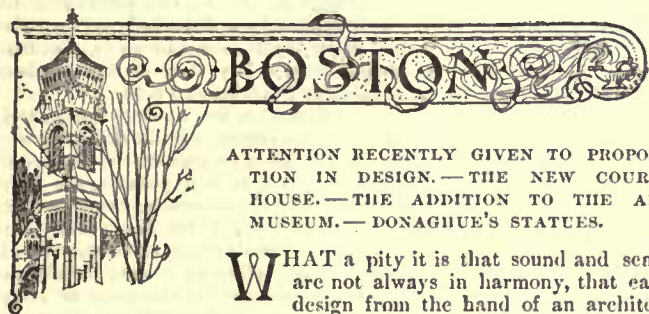 BOSTON
ATTENTION RECENTLY GIVEN TO PROPO
TION IN DESIGN. — THE NEW COUR
HOUSE. — THE ADDITION TO THE A
MUSEUM. — DONAGHUE'S STATUES.
WHAT a pity it is that sound and sen
are not always in harmony, that ea
design from the hand of an archite